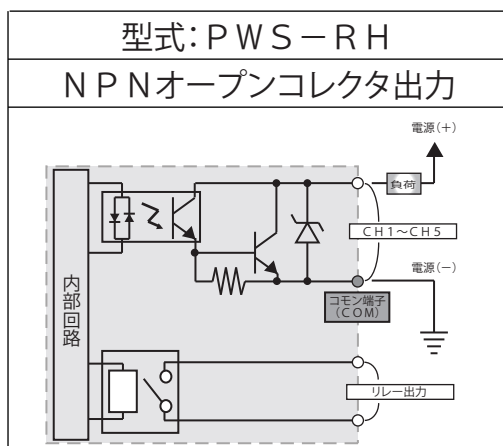 型式：ＰＷＳ－ＲＨ
ＮＰＮオープンコレクタ出力
電源（＋）
負荷
ＣＨ１～ＣＨ５
電源（－）
内部回路
コモン端子
（ＣＯＭ）
リレー出力